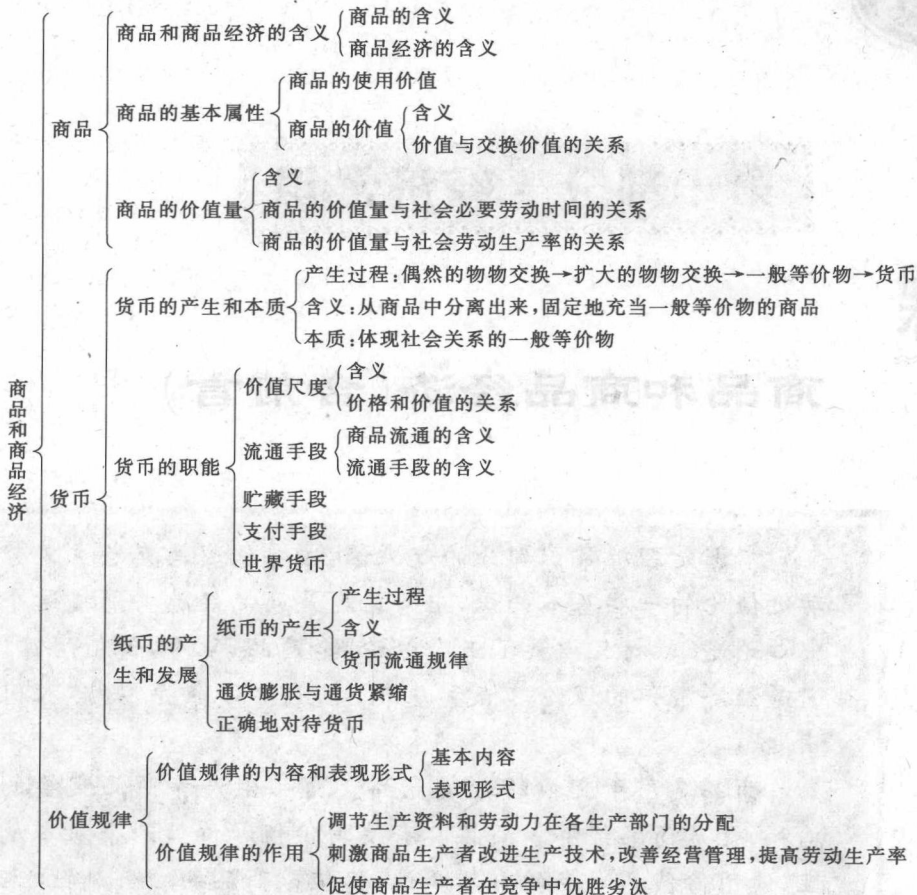 商品和商品经济
商品
商品和商品经济的含义
商品的含义
商品经济的含义
商品的基本属性
商品的使用价值
商品的价值
含义
价值与交换价值的关系
商品的价值量
含义
商品的价值量与社会必要劳动时间的关系
商品的价值量与社会劳动生产率的关系
货币
货币的产生和本质
产生过程:偶然的物物交换→扩大的物物交换→一般等价物→货币
含义:从商品中分离出来,固定地充当一般等价物的商品
本质:体现社会关系的一般等价物
货币的职能
价值尺度
含义
价格和价值的关系
流通手段
商品流通的含义
流通手段的含义
贮藏手段
支付手段
世界货币
纸币的产
生和发展
纸币的产生
产生过程
含义
货币流通规律
通货膨胀与通货紧缩
正确地对待货币
价值规律
价值规律的内容和表现形式
基本内容
表现形式
价值规律的作用
调节生产资料和劳动力在各生产部门的分配
刺激商品生产者改进生产技术,改善经营管理,提高劳动生产率
促使商品生产者在竞争中优胜劣汰